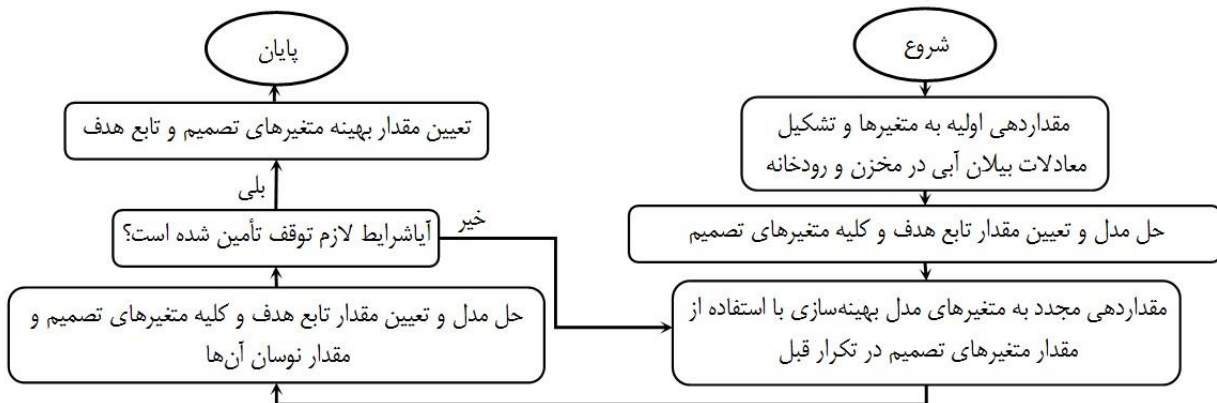 شروع
مقداردهی اولیه به متغیرها و تشکیل
معادلات بیلان آبی در مخزن و رودخانه
حل مدل و تعیین مقدار تابع هدف و کلیه متغیرهای تصمیم
مقداردهی مجدد به متغیرهای مدل بهینه‌سازی با استفاده از
مقدار متغیرهای تصمیم در تکرار قبل
حل مدل و تعیین مقدار تابع هدف و کلیه متغیرهای تصمیم و
مقدار نوسان آن‌ها
آیاشرایط لازم توقف تأمین شده است؟
خیر
بلی
تعیین مقدار بهینه متغیرهای تصمیم و تابع هدف
پایان